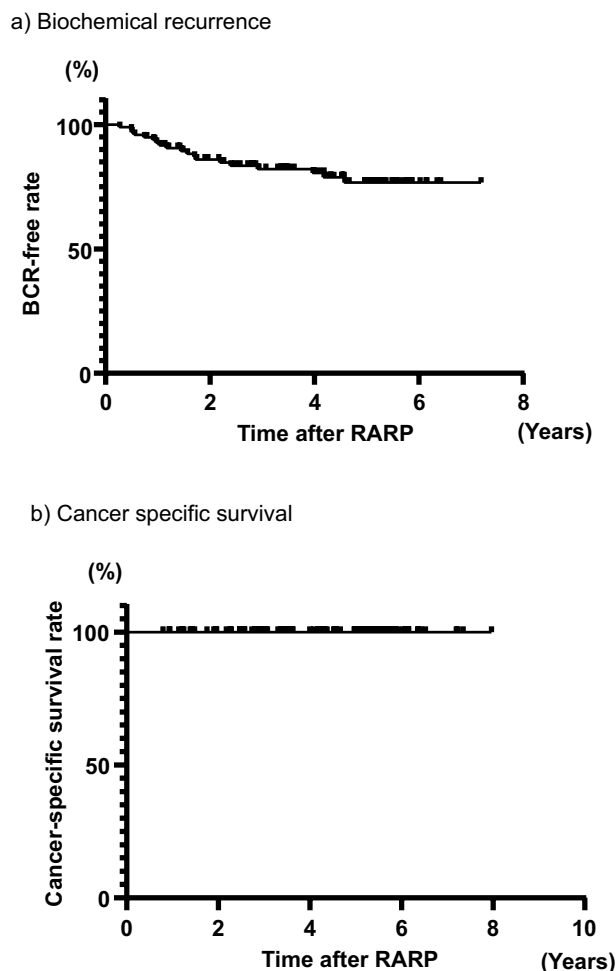 a) Biochemical recurrence
(%)
100
50
0
BCR-free rate
0 2 4 6 8
Time after RARP (Years)
b) Cancer specific survival
(%)
100
50
0
Cancer-specific survival rate
0 2 4 6 8 10
Time after RARP (Years)